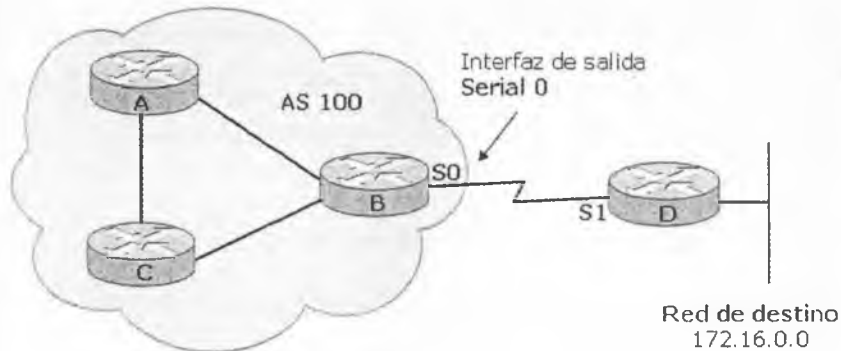 Interfaz de salida
Serial 0
A
AS 100
S0
B
S1
D
C
Red de destino
172.16.0.0